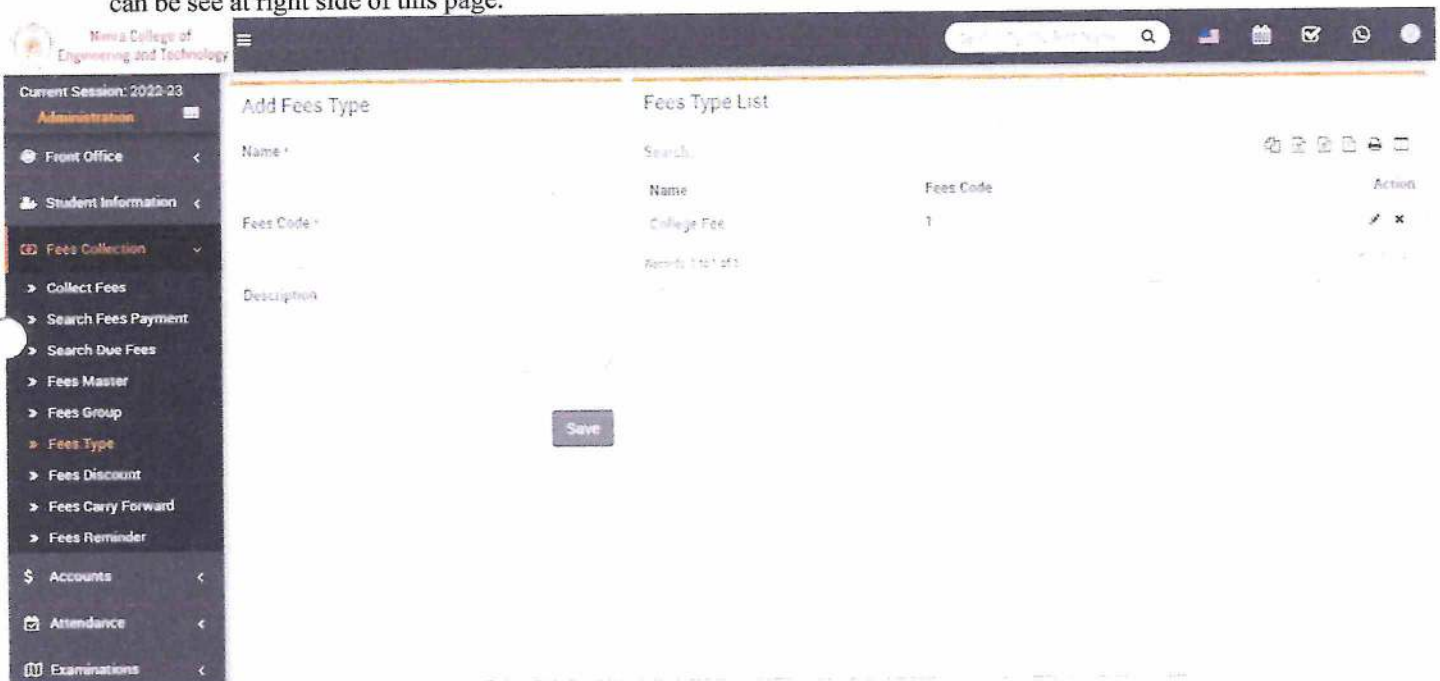 can be see at right side of this page.
Nimra College of
Engineering and Technology
Current Session: 2022-23
Administration
Front Office
Student Information
Fees Collection
Collect Fees
Search Fees Payment
Search Due Fees
Fees Master
Fees Group
Fees Type
Fees Discount
Fees Carry Forward
Fees Reminder
$ Accounts
Attendance
Examinations
Add Fees Type
Name *
Fees Code *
Description
Save
Fees Type List
Search...
Name Fees Code Action
College Fee 1
Records: 1 to 1 of 1